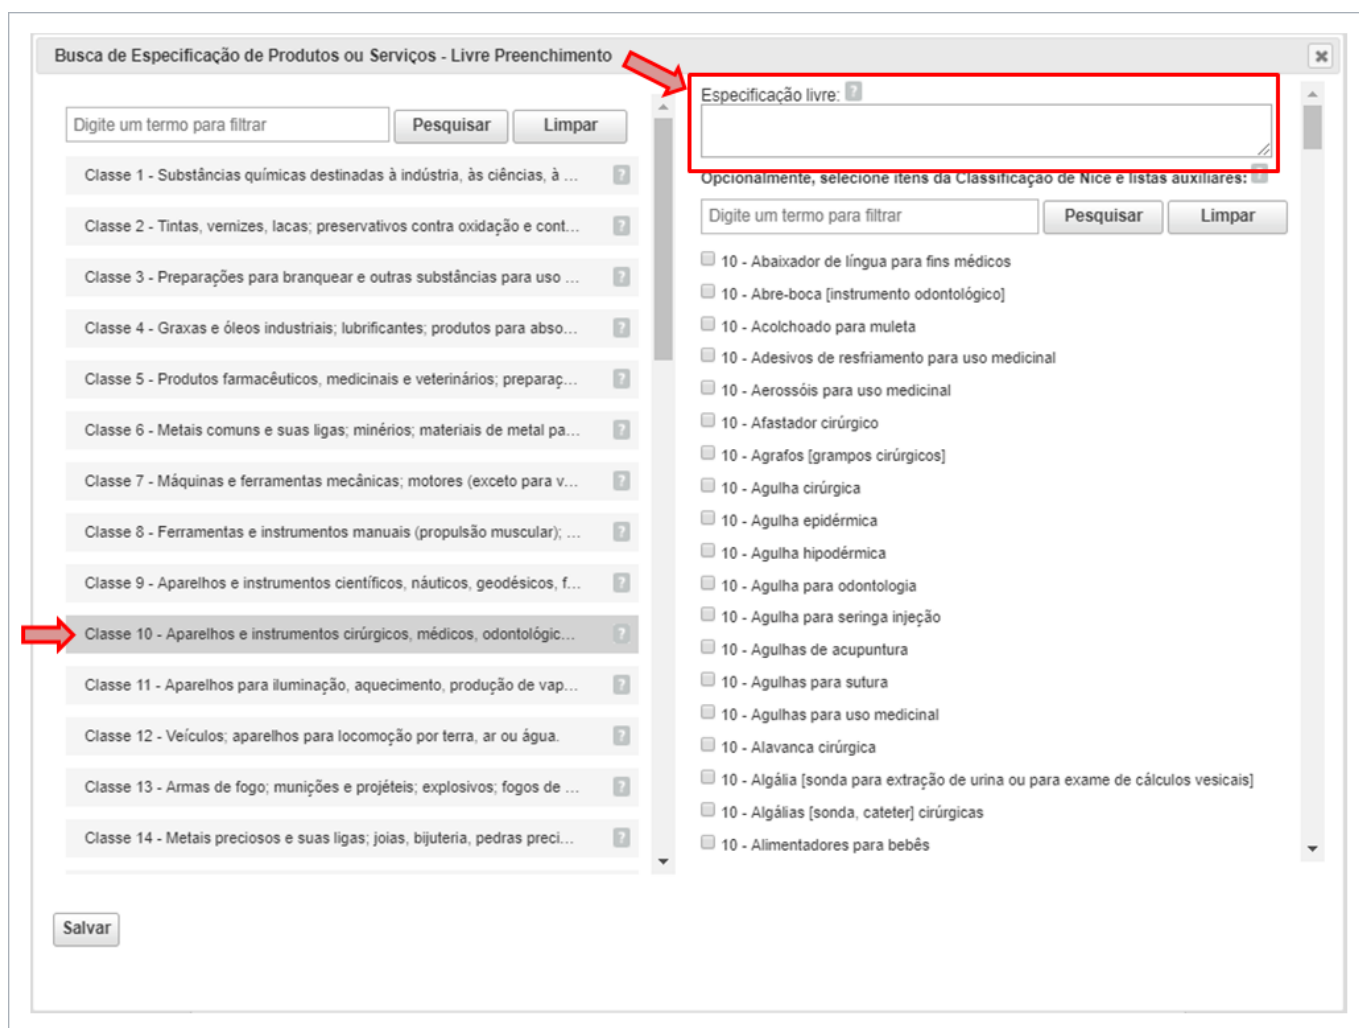 Busca de Especificação de Produtos ou Serviços - Livre Preenchimento
Digite um termo para filtrar
Pesquisar
Limpar
Classe 1 - Substâncias químicas destinadas à indústria, às ciências, à ...
Classe 2 - Tintas, vernizes, lacas; preservativos contra oxidação e cont...
Classe 3 - Preparações para branquear e outras substâncias para uso ...
Classe 4 - Graxas e óleos industriais; lubrificantes; produtos para abso...
Classe 5 - Produtos farmacêuticos, medicinais e veterinários; preparaç...
Classe 6 - Metais comuns e suas ligas; minérios; materiais de metal pa...
Classe 7 - Máquinas e ferramentas mecânicas; motores (exceto para v...
Classe 8 - Ferramentas e instrumentos manuais (propulsão muscular); ...
Classe 9 - Aparelhos e instrumentos científicos, náuticos, geodésicos, f...
Classe 10 - Aparelhos e instrumentos cirúrgicos, médicos, odontológic...
Classe 11 - Aparelhos para iluminação, aquecimento, produção de vap...
Classe 12 - Veículos; aparelhos para locomoção por terra, ar ou água.
Classe 13 - Armas de fogo; munições e projéteis; explosivos; fogos de ...
Classe 14 - Metais preciosos e suas ligas; joias, bijuteria, pedras preci...
Especificação livre: ?
Opcionalmente, selecione itens da Classificação de Nice e listas auxiliares: ?
Digite um termo para filtrar
Pesquisar
Limpar
10 - Abaixador de língua para fins médicos
10 - Abre-boca [instrumento odontológico]
10 - Acolchoado para muleta
10 - Adesivos de resfriamento para uso medicinal
10 - Aerossóis para uso medicinal
10 - Afastador cirúrgico
10 - Agrafos [grampos cirúrgicos]
10 - Agulha cirúrgica
10 - Agulha epidérmica
10 - Agulha hipodérmica
10 - Agulha para odontologia
10 - Agulha para seringa injeção
10 - Agulhas de acupuntura
10 - Agulhas para sutura
10 - Agulhas para uso medicinal
10 - Alavanca cirúrgica
10 - Algália [sonda para extração de urina ou para exame de cálculos vesicais]
10 - Algálias [sonda, cateter] cirúrgicas
10 - Alimentadores para bebês
Salvar